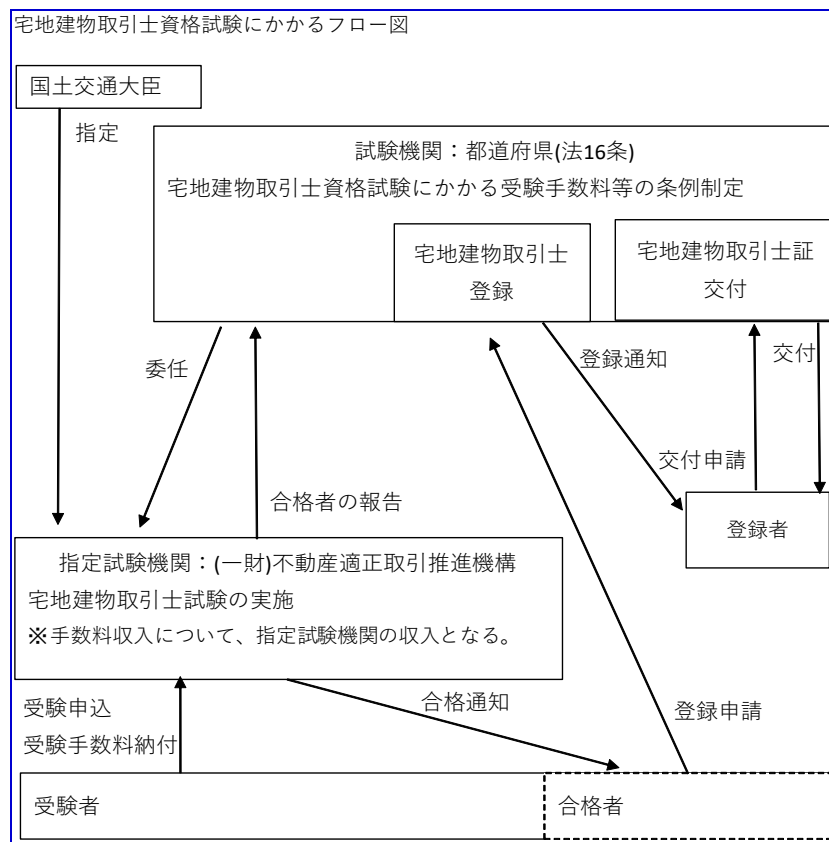 宅地建物取引士資格試験にかかるフロー図
国土交通大臣
指定
試験機関：都道府県(法16条)
宅地建物取引士資格試験にかかる受験手数料等の条例制定
宅地建物取引士
登録
宅地建物取引士証
交付
委任
登録通知
交付
交付申請
合格者の報告
登録者
指定試験機関：(一財)不動産適正取引推進機構
宅地建物取引士試験の実施
※手数料収入について、指定試験機関の収入となる。
受験申込
受験手数料納付
合格通知
登録申請
受験者
合格者